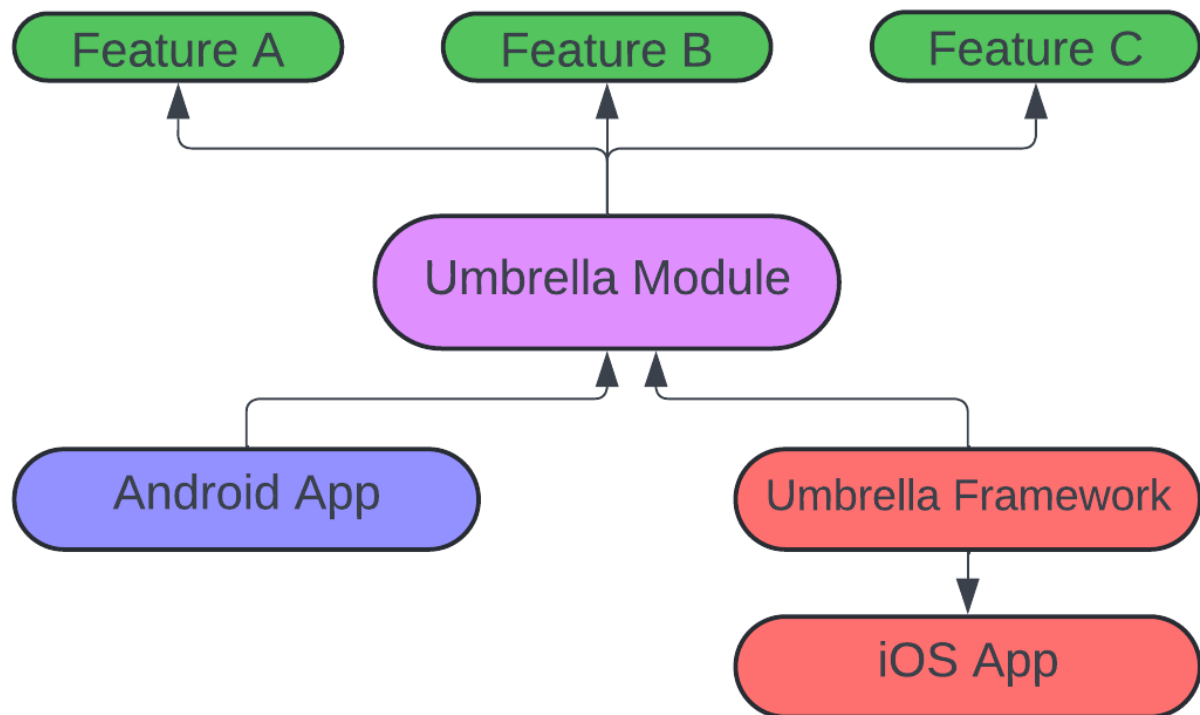 Feature A
Feature B
Feature C
Umbrella Module
Android App
Umbrella Framework
iOS App